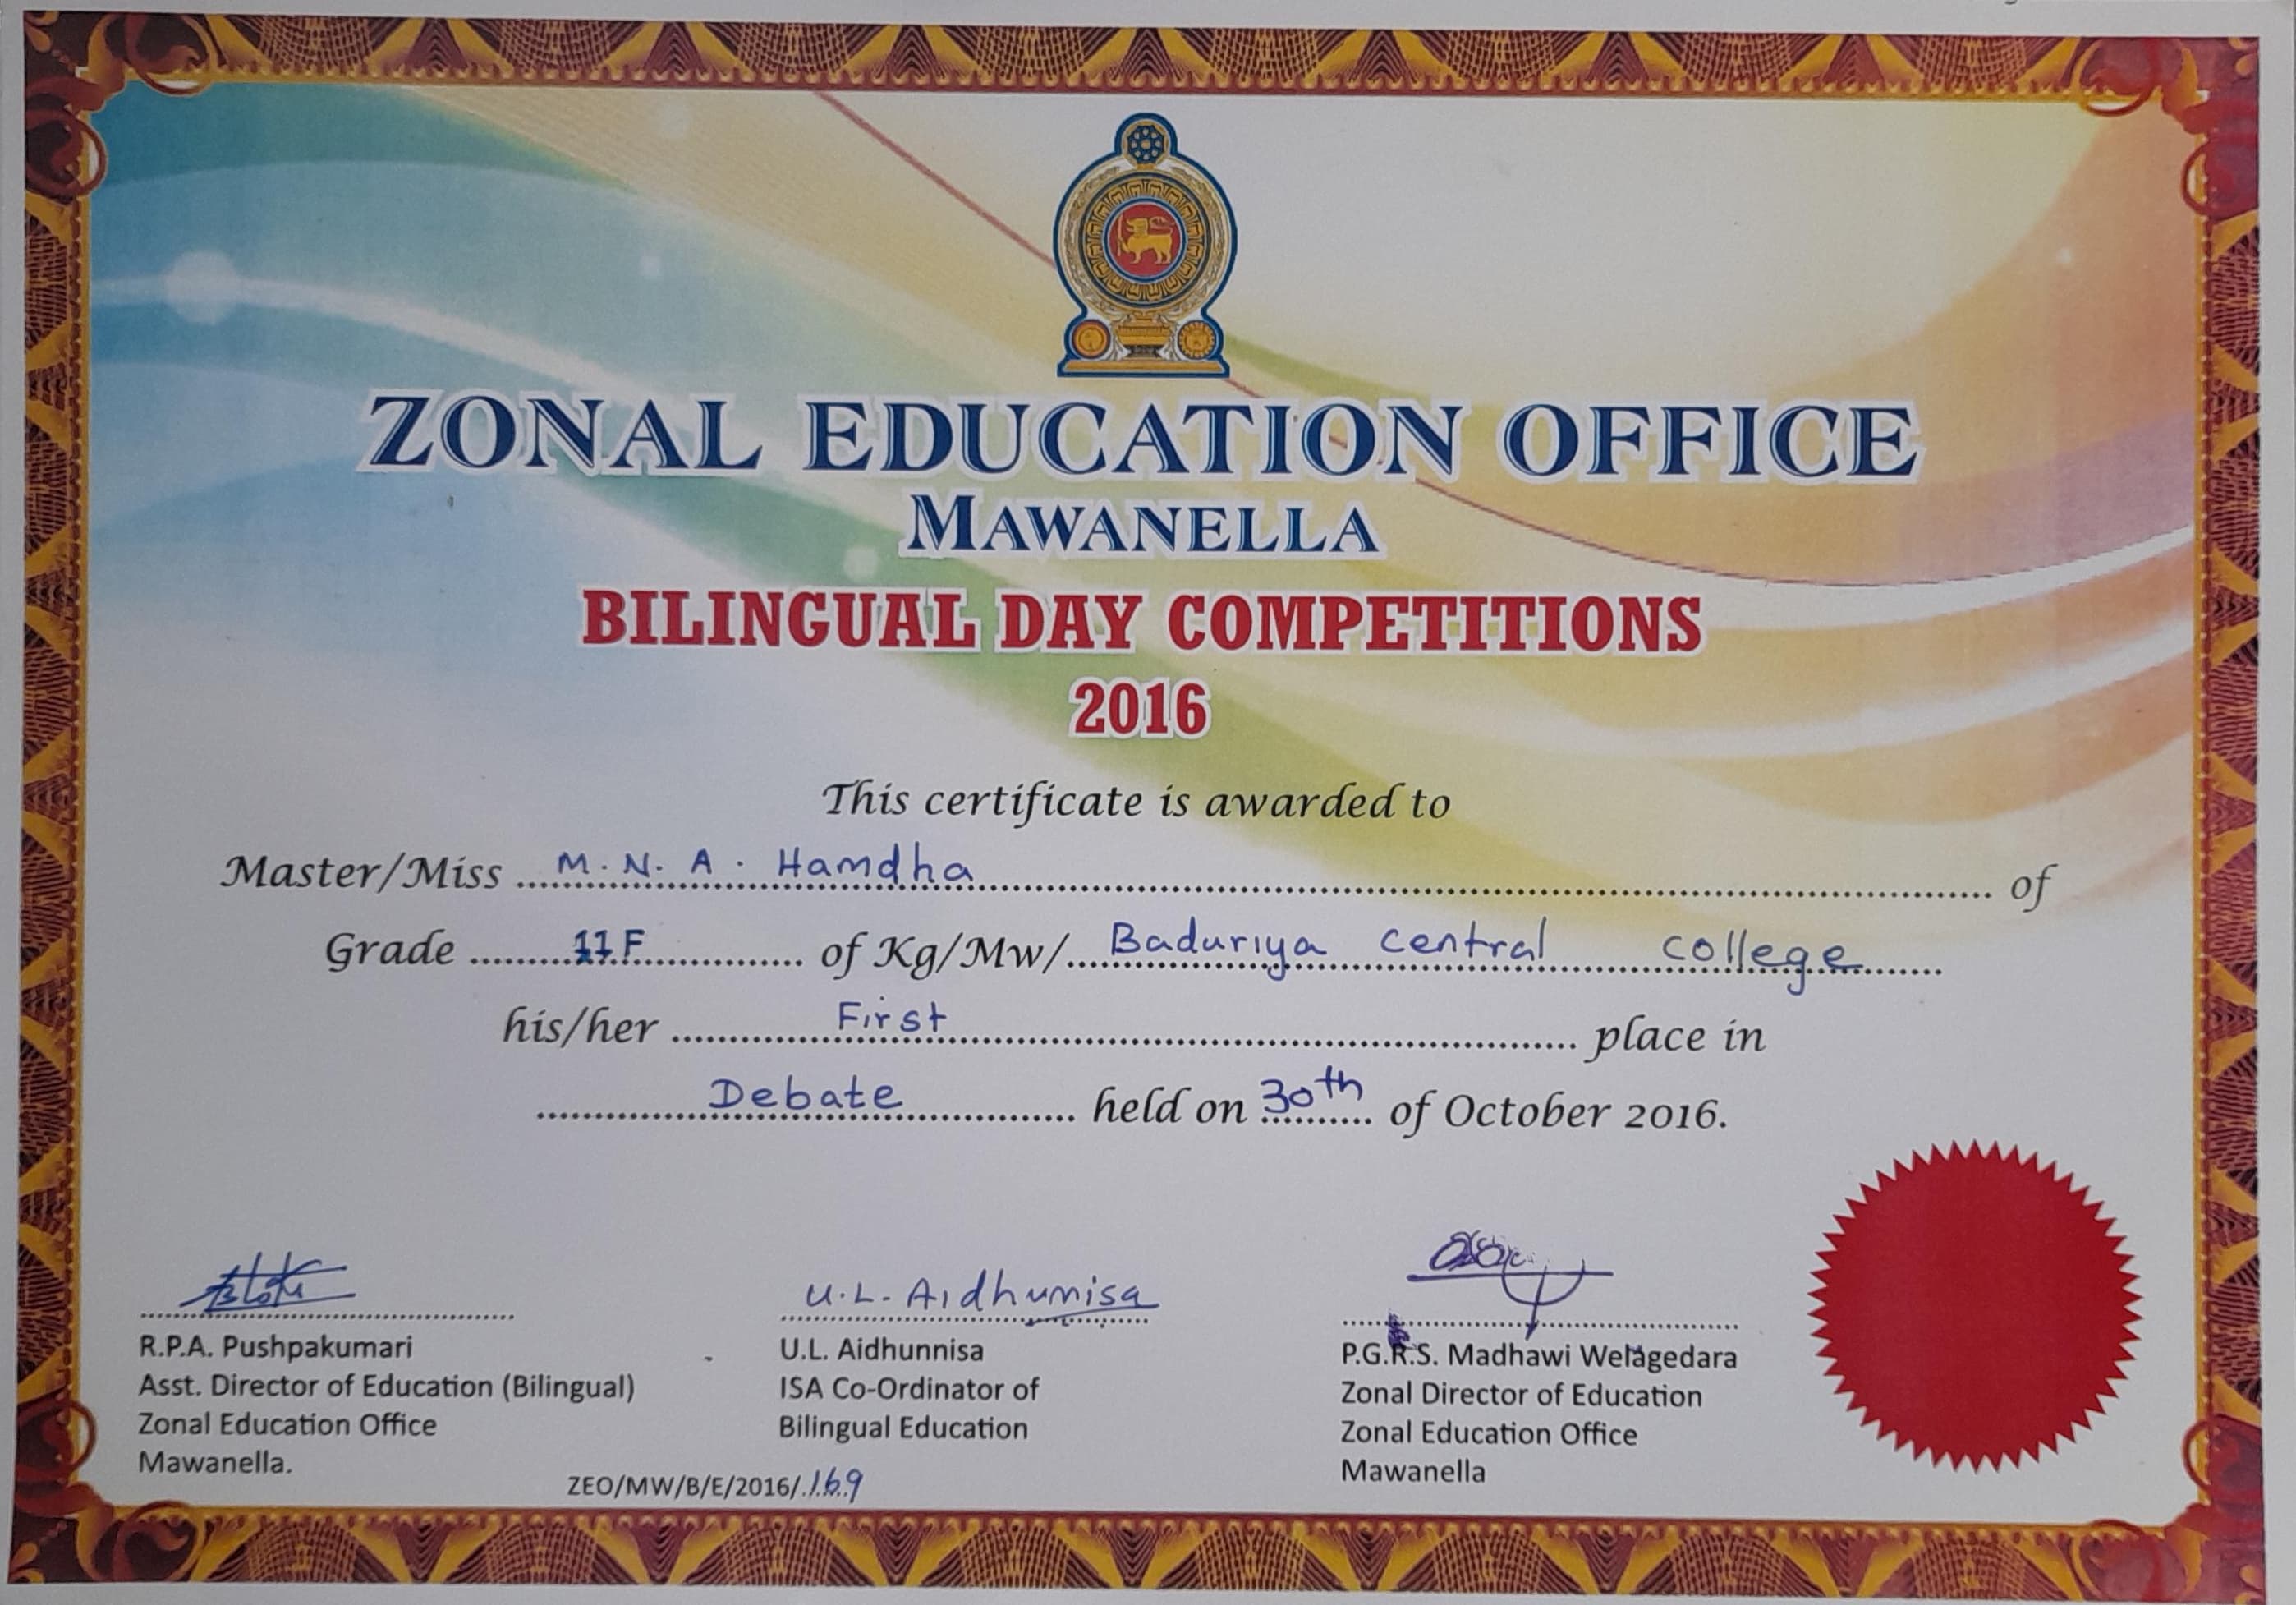 ZONAL EDUCATION OFFICE
MAWANELLA
BILINGUAL DAY COMPETITIONS
2016
This certificate is awarded to
Master/Miss ... M. N. A. Hamdha ... of
Grade ... 11 F ... of Kg/Mw/... Baduriya central college ...
his/her ... First ... place in
... Debate ... held on 30th of October 2016.
U.L. Aidhunnisa
R.P.A. Pushpakumari
Asst. Director of Education (Bilingual)
Zonal Education Office
Mawanella.
U.L. Aidhunnisa
ISA Co-Ordinator of
Bilingual Education
P.G.R.S. Madhawi Welagedara
Zonal Director of Education
Zonal Education Office
Mawanella
ZEO/MW/B/E/2016/.169